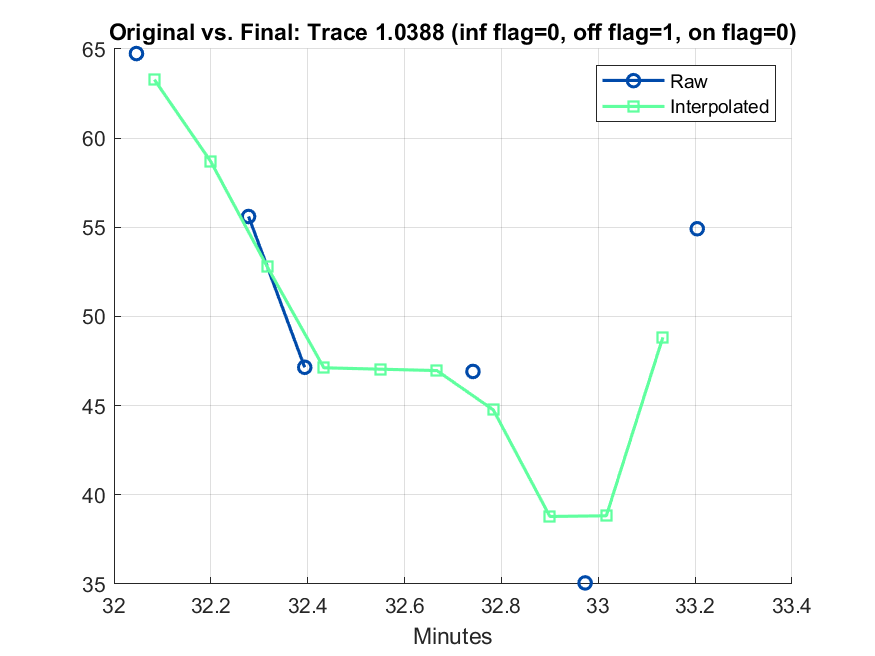 Original vs. Final: Trace 1.0388 (inf flag=0, off flag=1, on flag=0)
65
60
55
50
45
40
35
Raw
Interpolated
32 32.2 32.4 32.6 32.8 33 33.2 33.4
Minutes